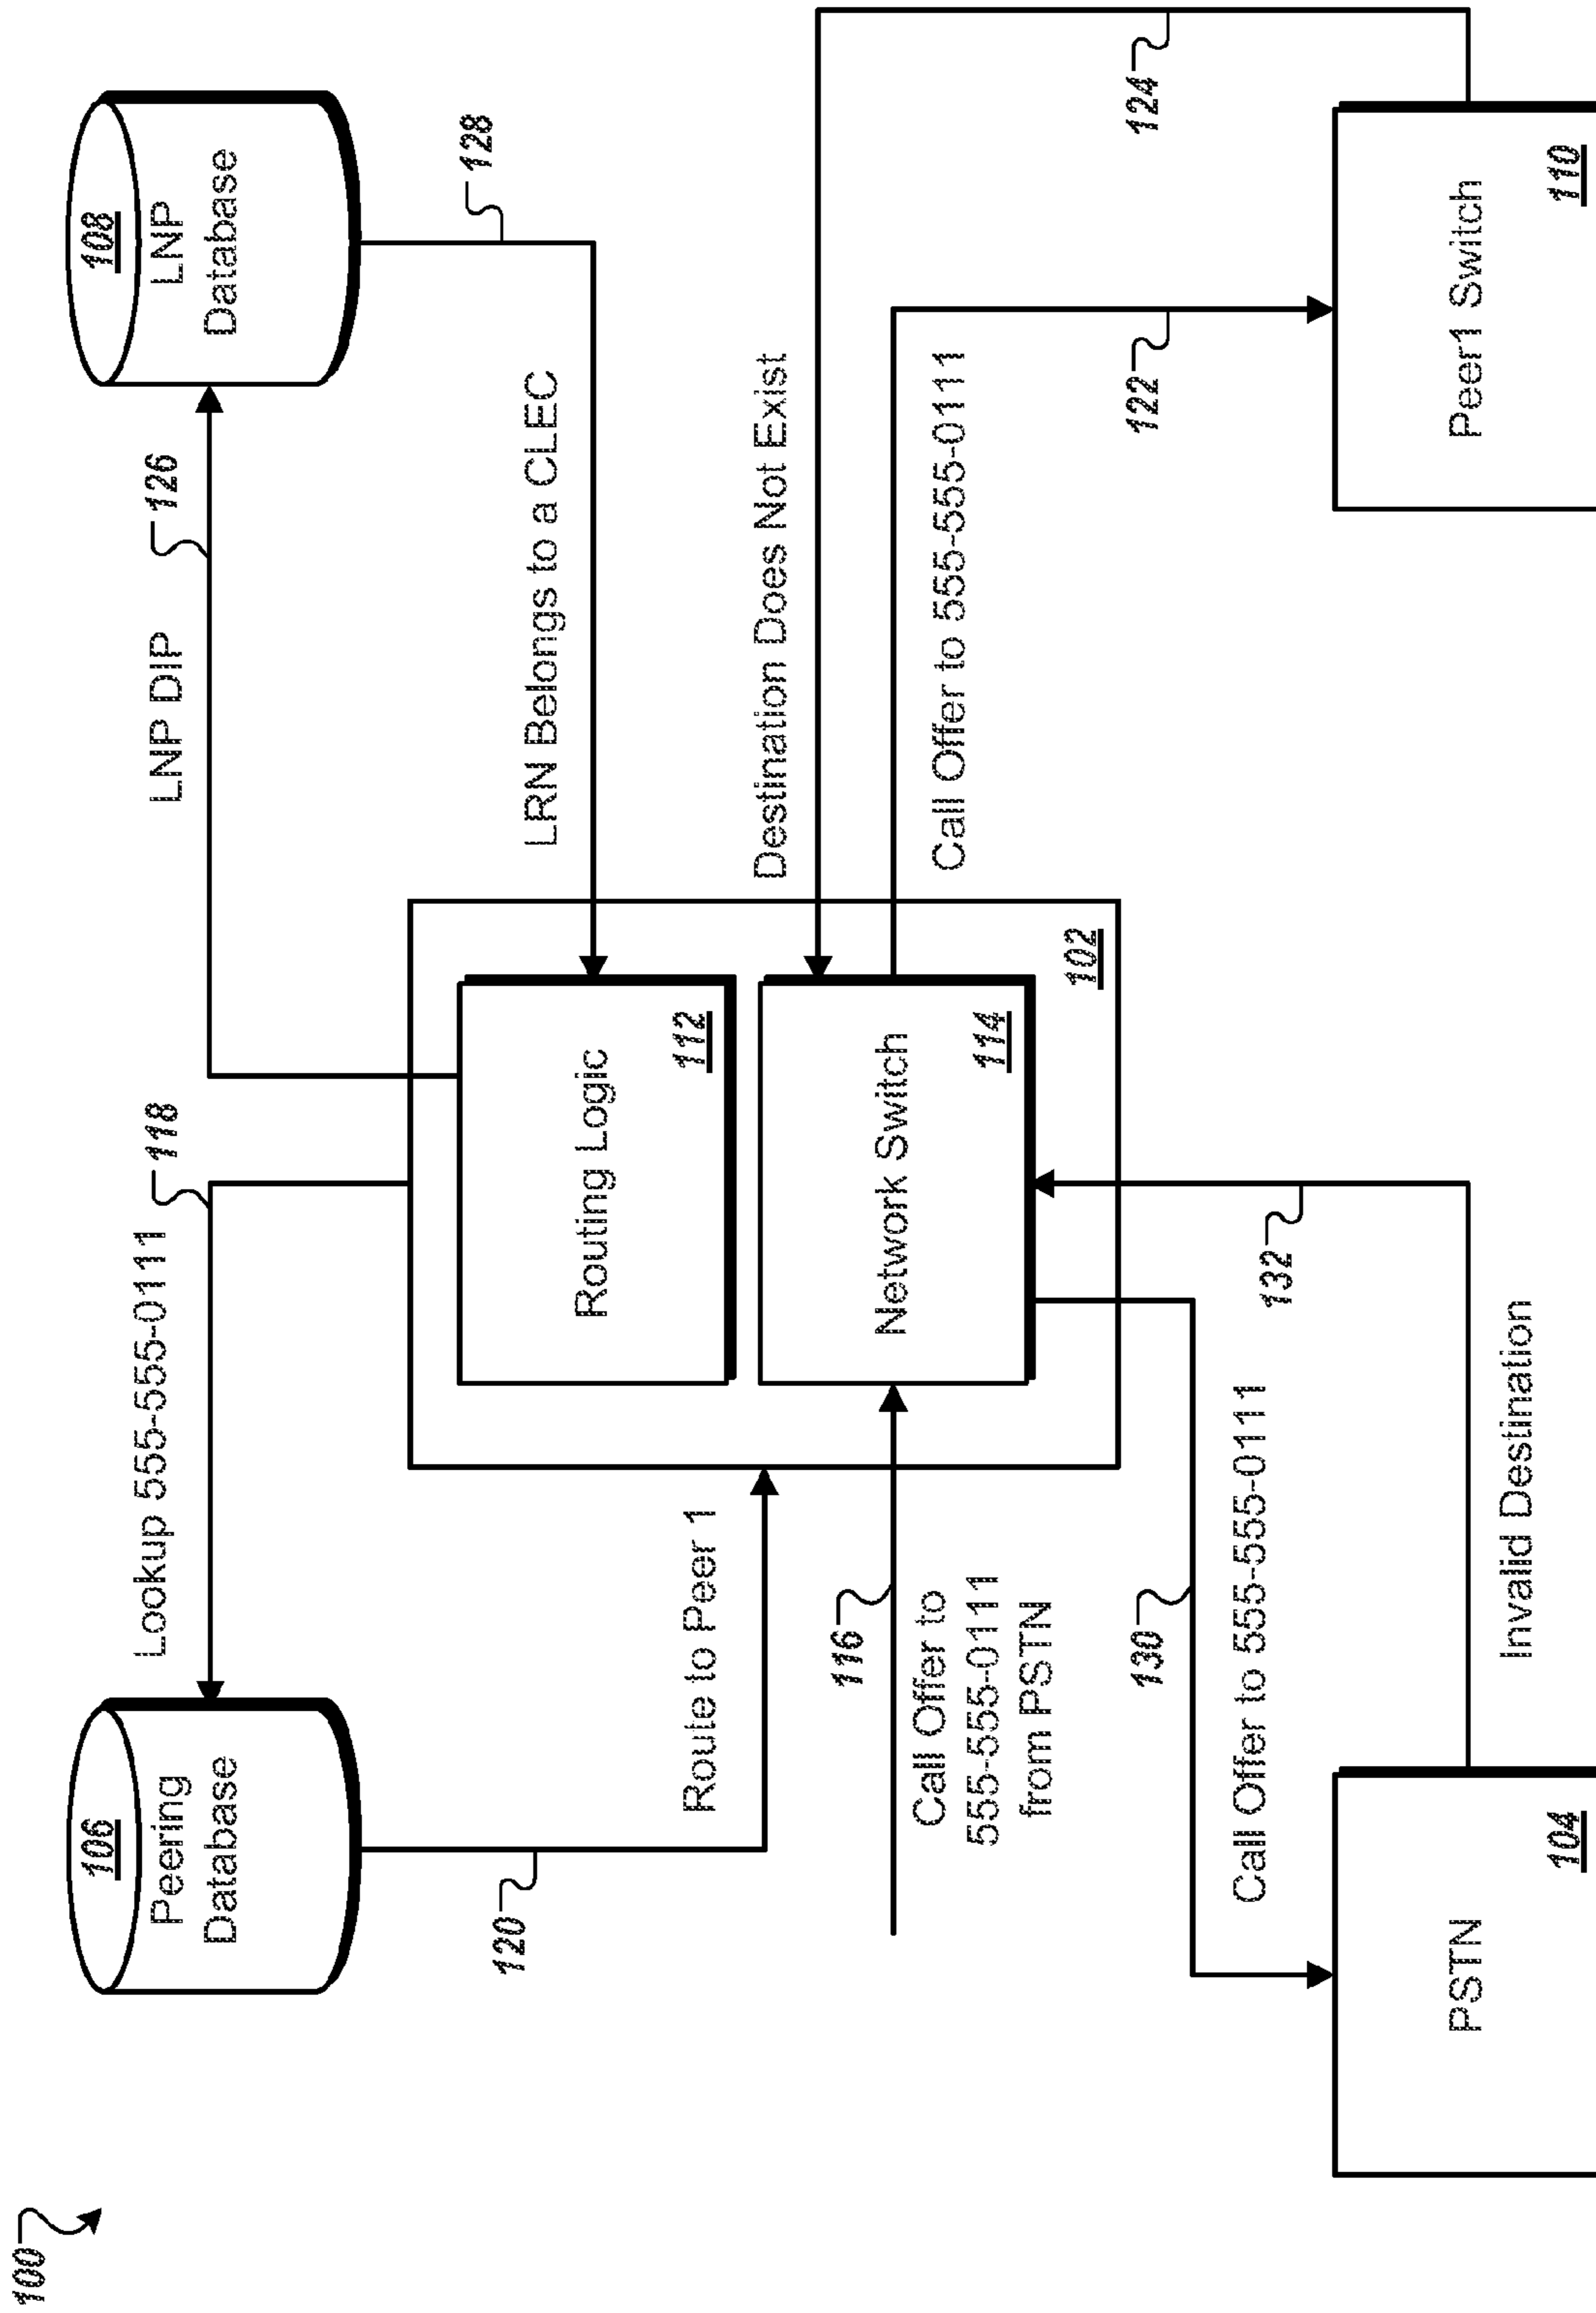 100
106
Peering
Database
Lookup 555-555-0111
118
LNP DIP
126
108
LNP
Database
120
128
Route to Peer 1
Routing Logic
112
LRN Belongs to a CLEC
116
Call Offer to
555-555-0111
from PSTN
Network Switch
114
102
Destination Does Not Exist
Call Offer to 555-555-0111
122
124
130
Call Offer to 555-555-0111
132
Invalid Destination
PSTN
104
Peer1 Switch
110